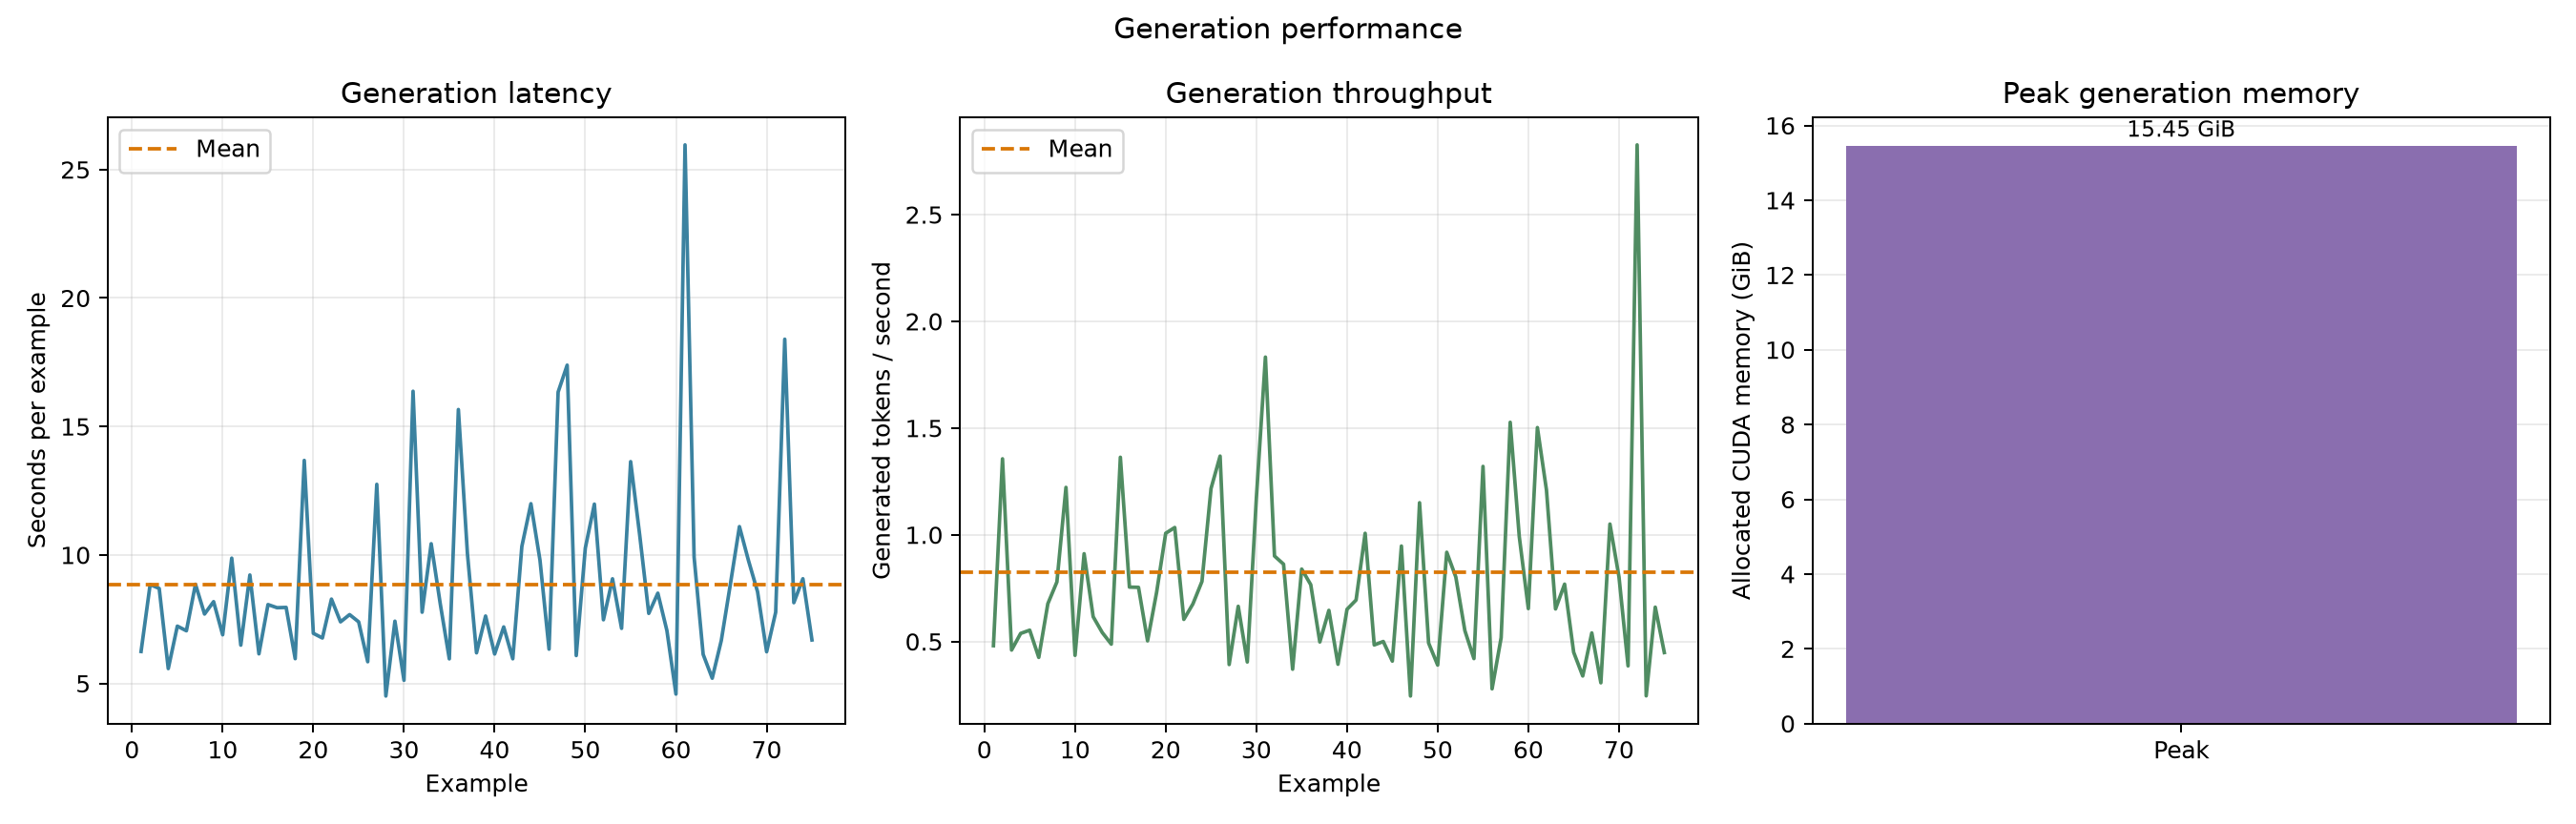 Generation performance
Generation latency
Mean
25
20
15
10
5
0 10 20 30 40 50 60 70
Seconds per example
Example
Generation throughput
Mean
2.5
2.0
1.5
1.0
0.5
0 10 20 30 40 50 60 70
Generated tokens / second
Example
Peak generation memory
15.45 GiB
16
14
12
10
8
6
4
2
0
Allocated CUDA memory (GiB)
Peak